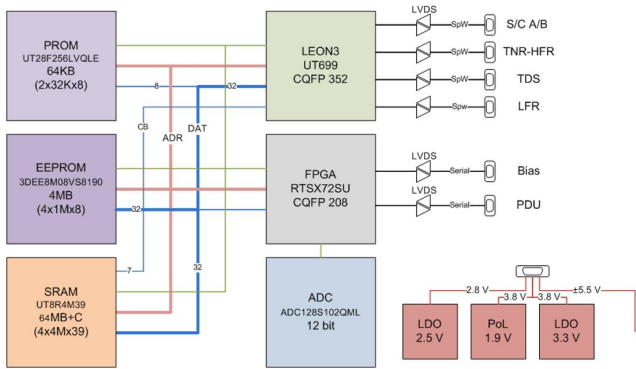 PROM
UT28F256LVQLE
64KB
(2x32Kx8)
EEPROM
3DEE8M08VS8190
4MB
(4x1Mx8)
SRAM
UT8R4M39
64MB+C
(4x4Mx39)
8
32
CB
ADR
DAT
32
32
7
LEON3
UT699
CQFP 352
FPGA
RTSX72SU
CQFP 208
ADC
ADC128S102QML
12 bit
LVDS
SpW
S/C A/B
SpW
TNR-HFR
SpW
TDS
Spw
LFR
LVDS
Serial
Bias
LVDS
Serial
PDU
2.8 V
3.8 V
3.8 V
±5.5 V
LDO
2.5 V
PoL
1.9 V
LDO
3.3 V